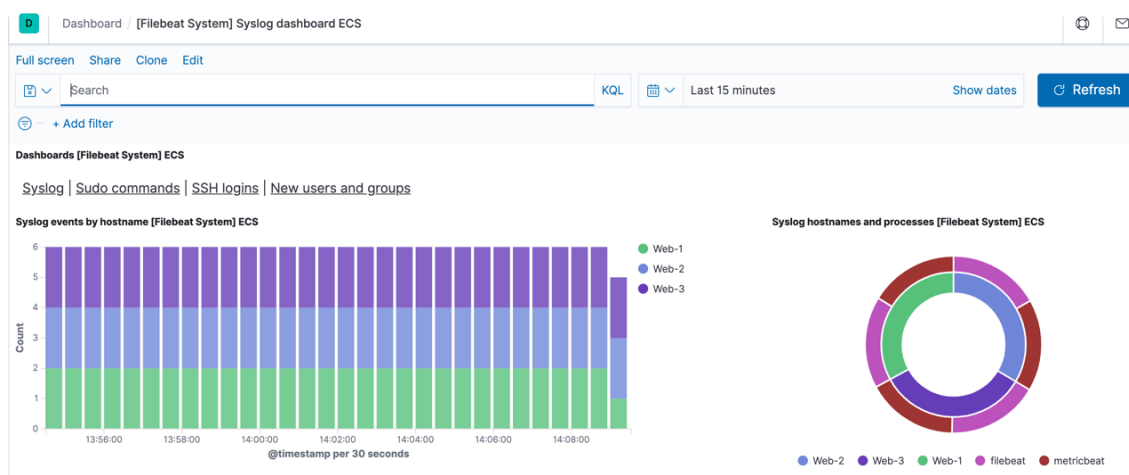 D Dashboard / [Filebeat System] Syslog dashboard ECS
Full screen Share Clone Edit
Search KQL Last 15 minutes Show dates Refresh
+ Add filter
Dashboards [Filebeat System] ECS
Syslog | Sudo commands | SSH logins | New users and groups
Syslog events by hostname [Filebeat System] ECS
6
5
4
3
2
1
0
Count
13:56:00 13:58:00 14:00:00 14:02:00 14:04:00 14:06:00 14:08:00
@timestamp per 30 seconds
Web-1
Web-2
Web-3
Syslog hostnames and processes [Filebeat System] ECS
Web-2 Web-3 Web-1 filebeat metricbeat